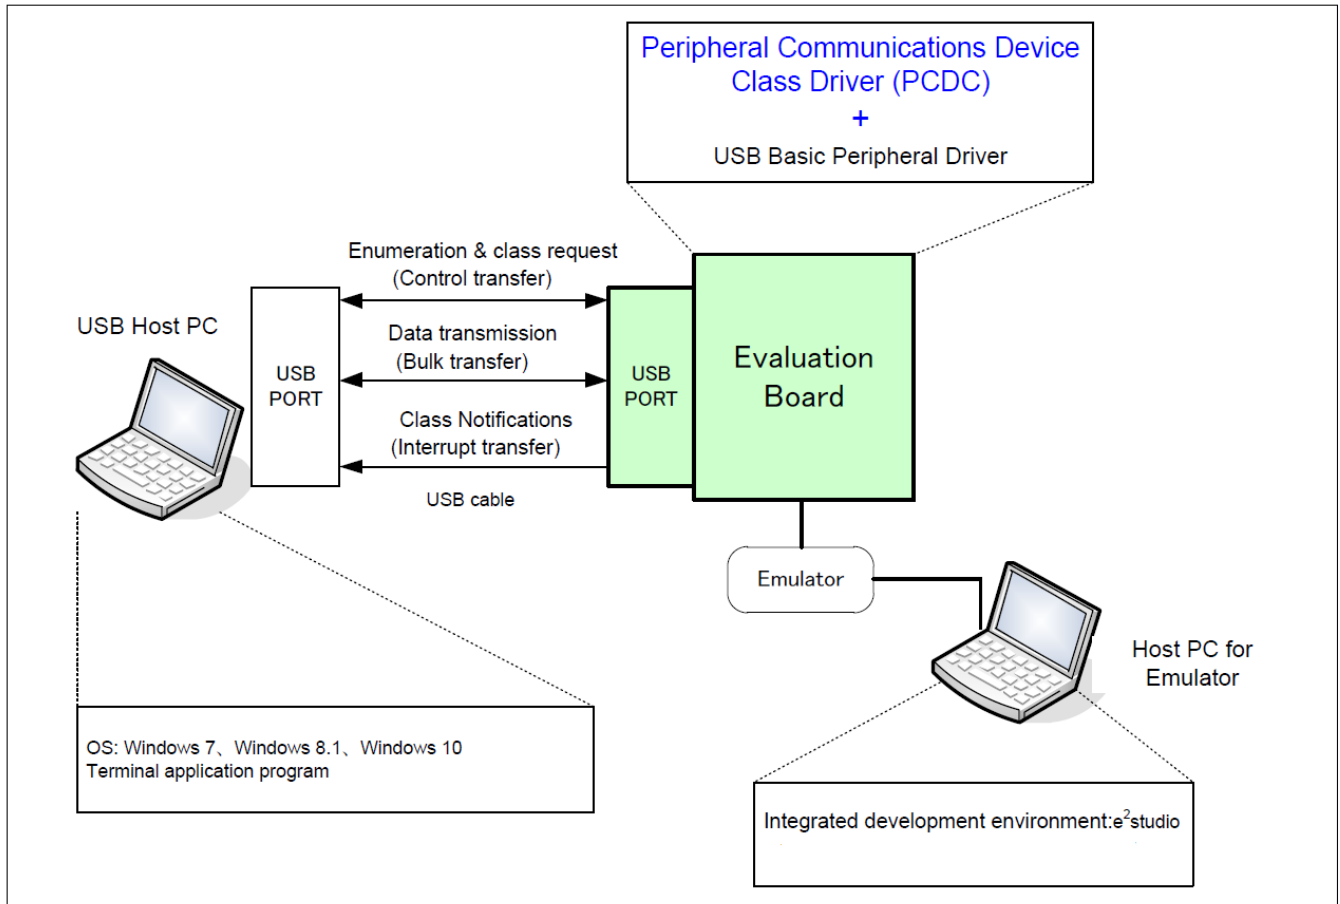 Peripheral Communications Device
Class Driver (PCDC)
+
USB Basic Peripheral Driver
Enumeration & class request
(Control transfer)
USB Host PC
Data transmission
(Bulk transfer)
USB
PORT
USB
PORT
Evaluation
Board
Class Notifications
(Interrupt transfer)
USB cable
Emulator
Host PC for
Emulator
OS: Windows 7、Windows 8.1、Windows 10
Terminal application program
Integrated development environment:e²studio